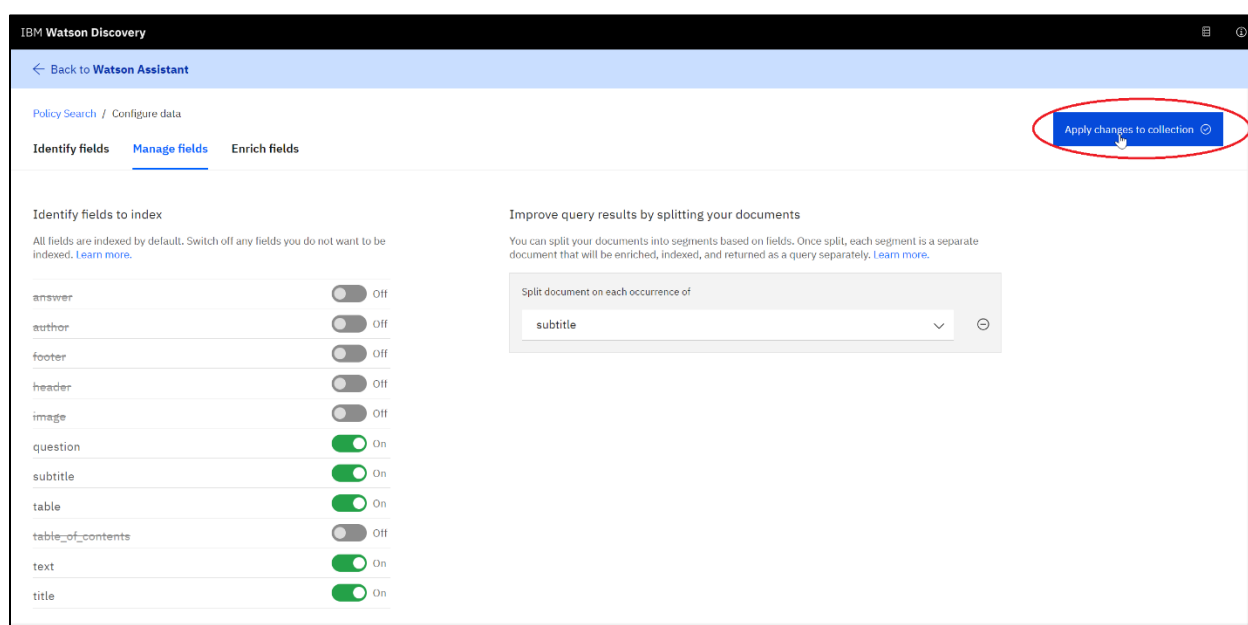 IBM Watson Discovery
← Back to Watson Assistant
Policy Search / Configure data
Apply changes to collection
Identify fields Manage fields Enrich fields
Identify fields to index
All fields are indexed by default. Switch off any fields you do not want to be
indexed. Learn more.
answer Off
author Off
footer Off
header Off
image Off
question On
subtitle On
table On
table_of_contents Off
text On
title On
Improve query results by splitting your documents
You can split your documents into segments based on fields. Once split, each segment is a separate
document that will be enriched, indexed, and returned as a query separately. Learn more.
Split document on each occurrence of
subtitle